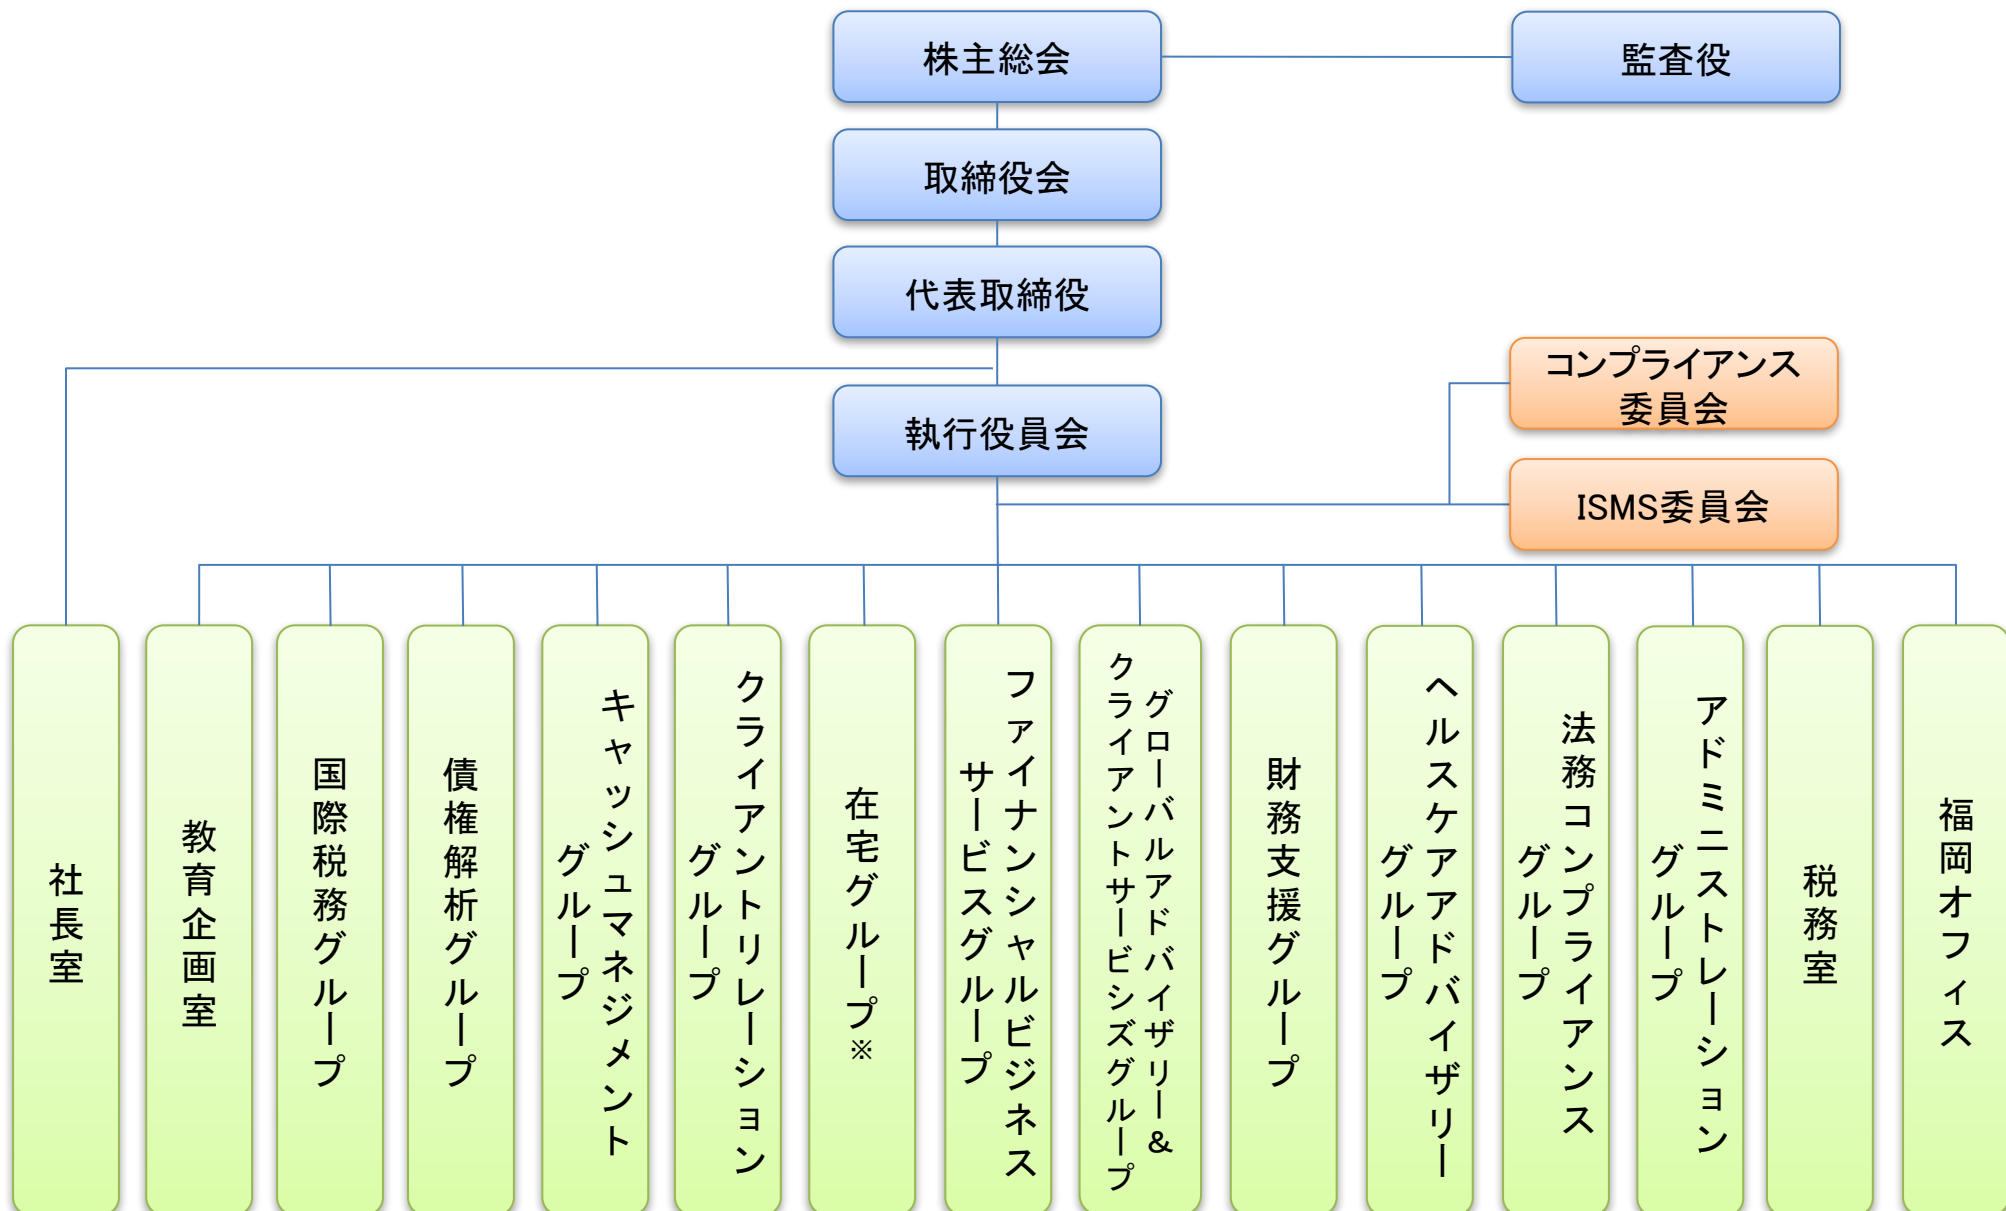 株主総会
監査役
取締役会
代表取締役
コンプライアンス
委員会
執行役員会
ISMS委員会
社長室
教育企画室
国際税務グループ
債権解析グループ
キャッシュマネジメント
グループ
クライアントリレーション
グループ
在宅グループ※
ファイナンシャルビジネス
サービスグループ
グローバルアドバイザリー&
クライアントサービシズグループ
財務支援グループ
ヘルスケアアドバイザリー
グループ
法務コンプライアンス
グループ
アドミニストレーション
グループ
税務室
福岡オフィス